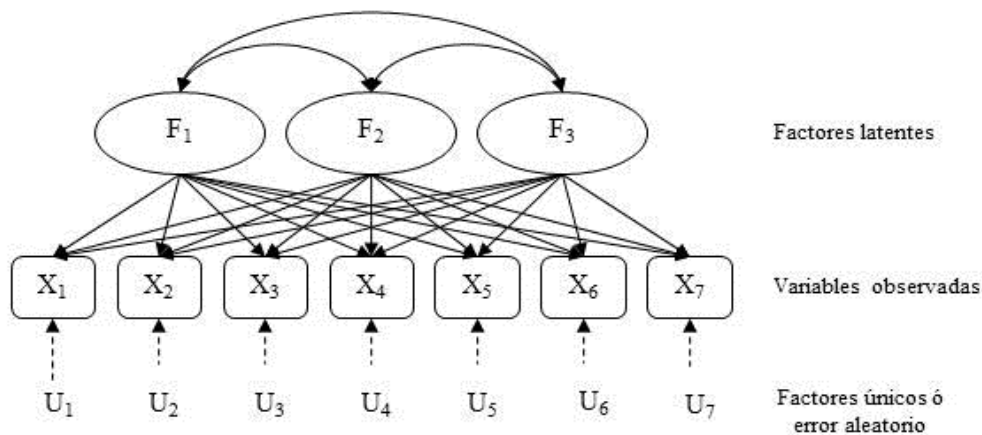 F₁ F₂ F₃ Factores latentes
X₁ X₂ X₃ X₄ X₅ X₆ X₇ Variables observadas
U₁ U₂ U₃ U₄ U₅ U₆ U₇ Factores únicos ó
error aleatorio